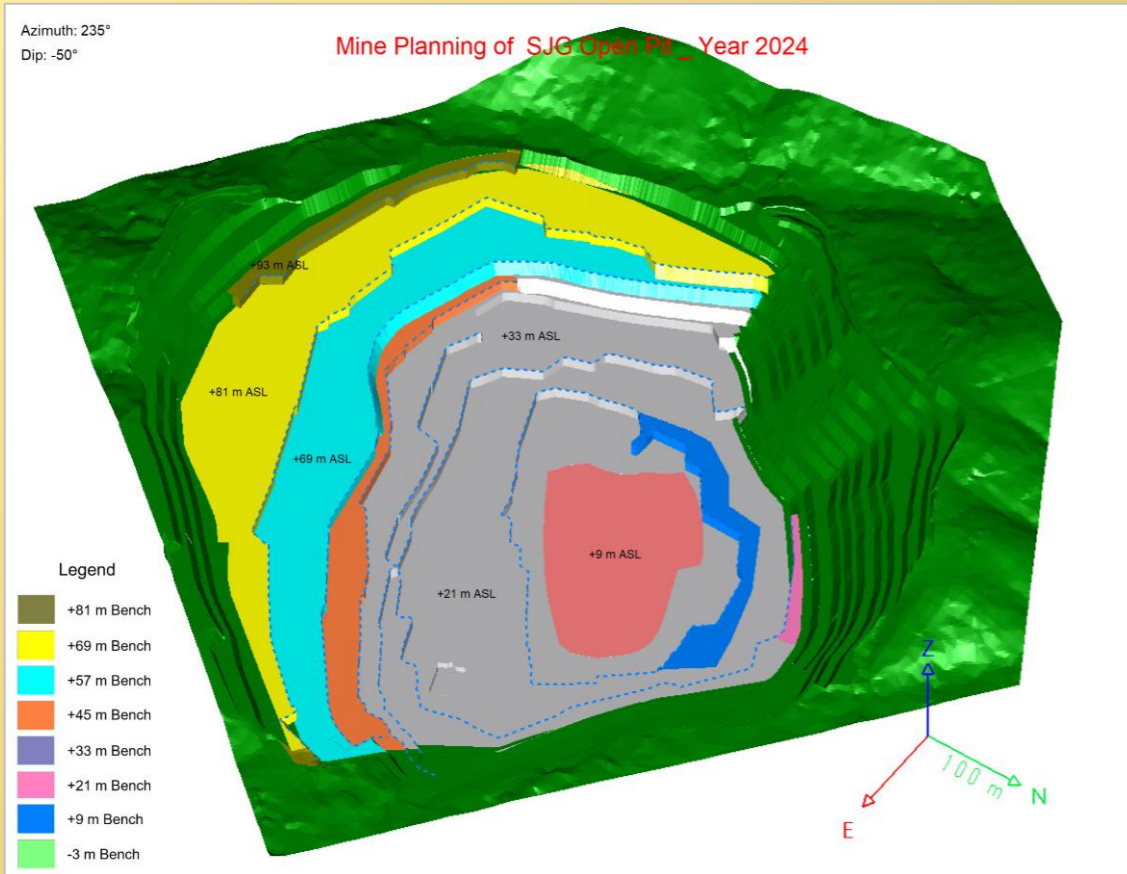 Azimuth: 235°
Dip: -50°
Mine Planning of SJG Open Pit _ Year 2024
+93 m ASL
+33 m ASL
+81 m ASL
+69 m ASL
+9 m ASL
+21 m ASL
Legend
+81 m Bench
+69 m Bench
+57 m Bench
+45 m Bench
+33 m Bench
+21 m Bench
+9 m Bench
-3 m Bench
Z
100 m
N
E